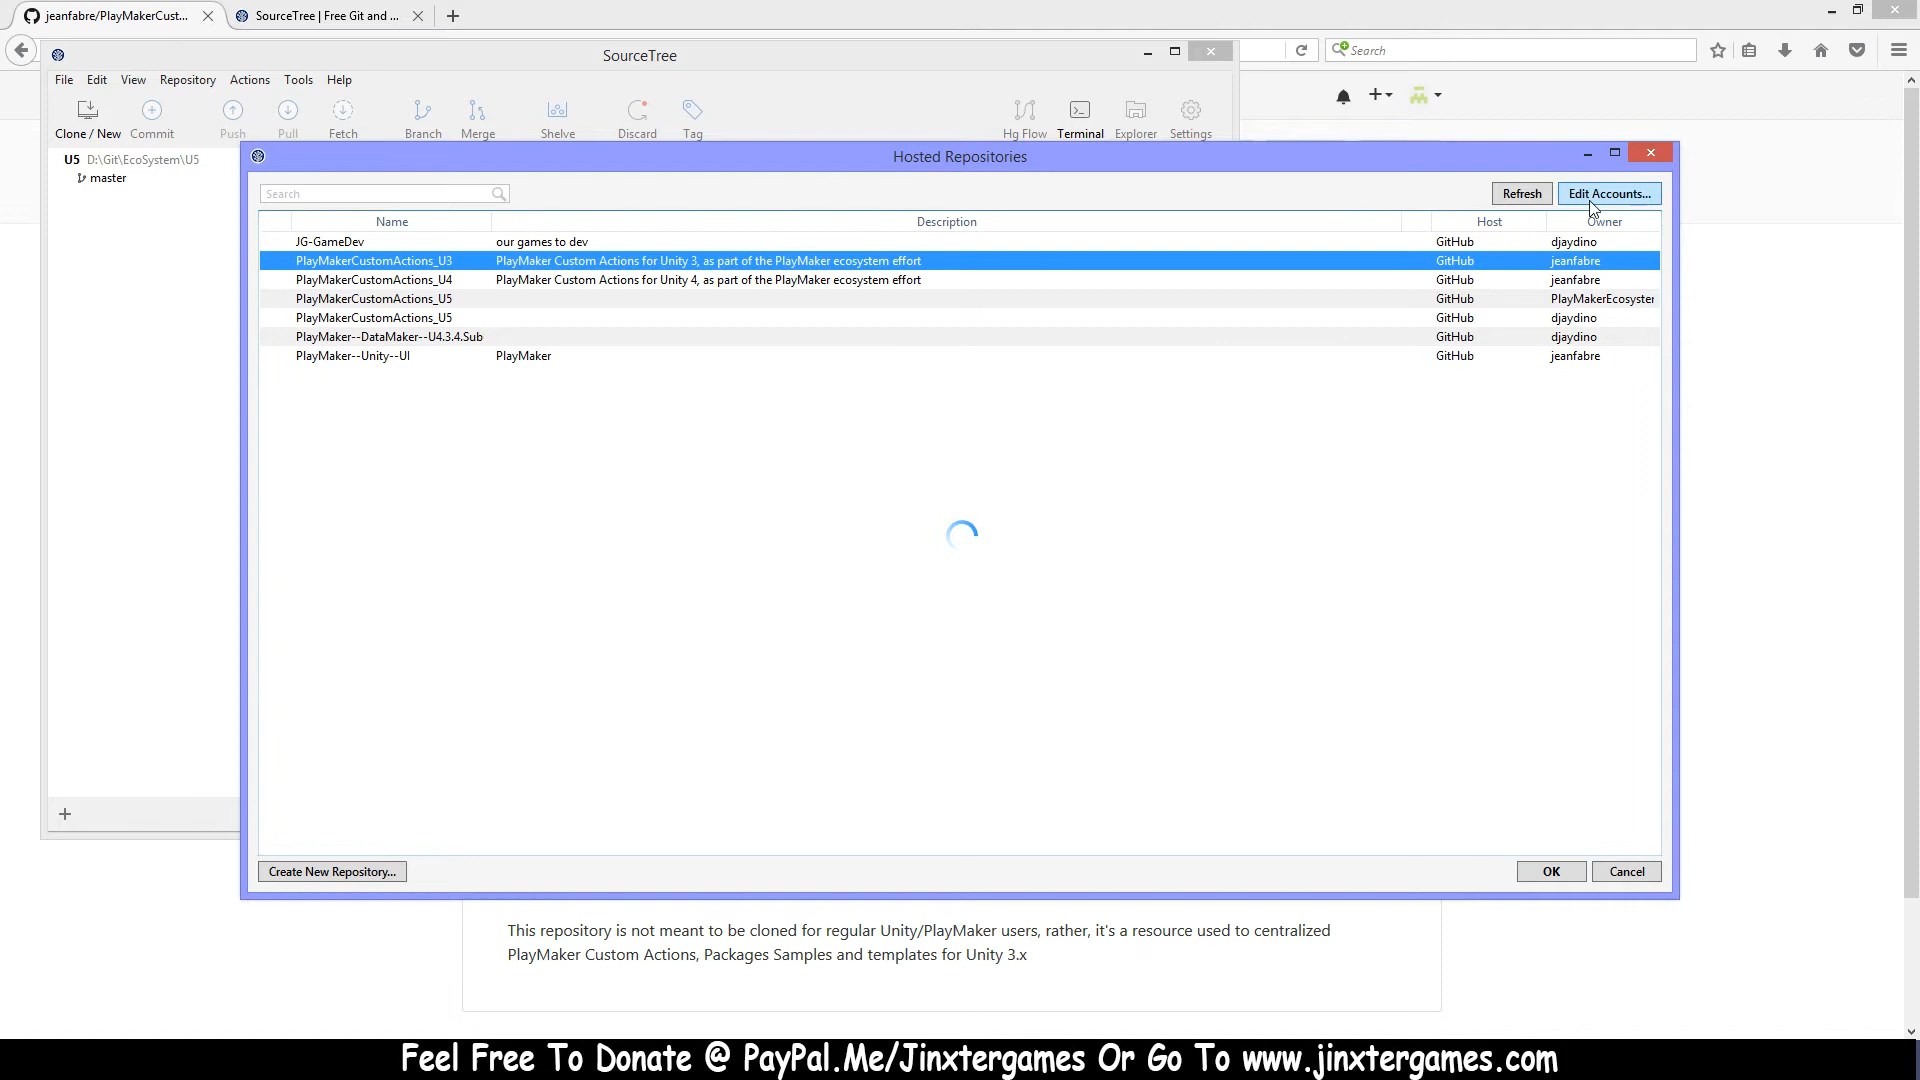 jeanfabre/PlayMakerCust...
SourceTree | Free Git and ...
SourceTree
Search
File Edit View Repository Actions Tools Help
Clone / New Commit Push Pull Fetch Branch Merge Shelve Discard Tag Hg Flow Terminal Explorer Settings
U5 D:\Git\EcoSystem\U5
master
Hosted Repositories
Search
Refresh
Edit Accounts...
Name Description Host Owner
JG-GameDev our games to dev GitHub djaydino
PlayMakerCustomActions_U3 PlayMaker Custom Actions for Unity 3, as part of the PlayMaker ecosystem effort GitHub jeanfabre
PlayMakerCustomActions_U4 PlayMaker Custom Actions for Unity 4, as part of the PlayMaker ecosystem effort GitHub jeanfabre
PlayMakerCustomActions_U5 GitHub PlayMakerEcosyster
PlayMakerCustomActions_U5 GitHub djaydino
PlayMaker--DataMaker--U4.3.4.Sub GitHub djaydino
PlayMaker--Unity--UI PlayMaker GitHub jeanfabre
Create New Repository...
OK
Cancel
This repository is not meant to be cloned for regular Unity/PlayMaker users, rather, it's a resource used to centralized
PlayMaker Custom Actions, Packages Samples and templates for Unity 3.x
Feel Free To Donate @ PayPal.Me/Jinxtergames Or Go To www.jinxtergames.com